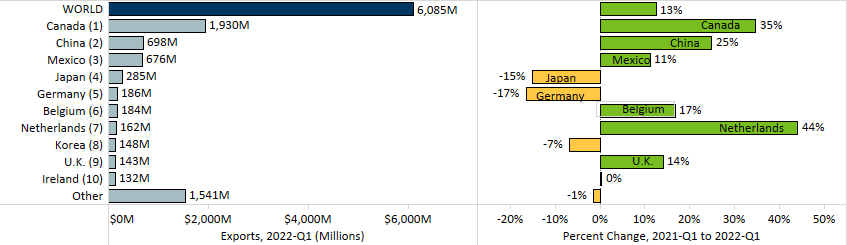 WORLD 6,085M 13%
Canada (1) 1,930M Canada 35%
China (2) 698M China 25%
Mexico (3) 676M Mexico 11%
Japan (4) 285M -15% Japan
Germany (5) 186M -17% Germany
Belgium (6) 184M Belgium 17%
Netherlands (7) 162M Netherlands 44%
Korea (8) 148M -7%
U.K. (9) 143M U.K. 14%
Ireland (10) 132M 0%
Other 1,541M -1%
$0M $2,000M $4,000M $6,000M -20% -10% 0% 10% 20% 30% 40% 50%
Exports, 2022-Q1 (Millions) Percent Change, 2021-Q1 to 2022-Q1